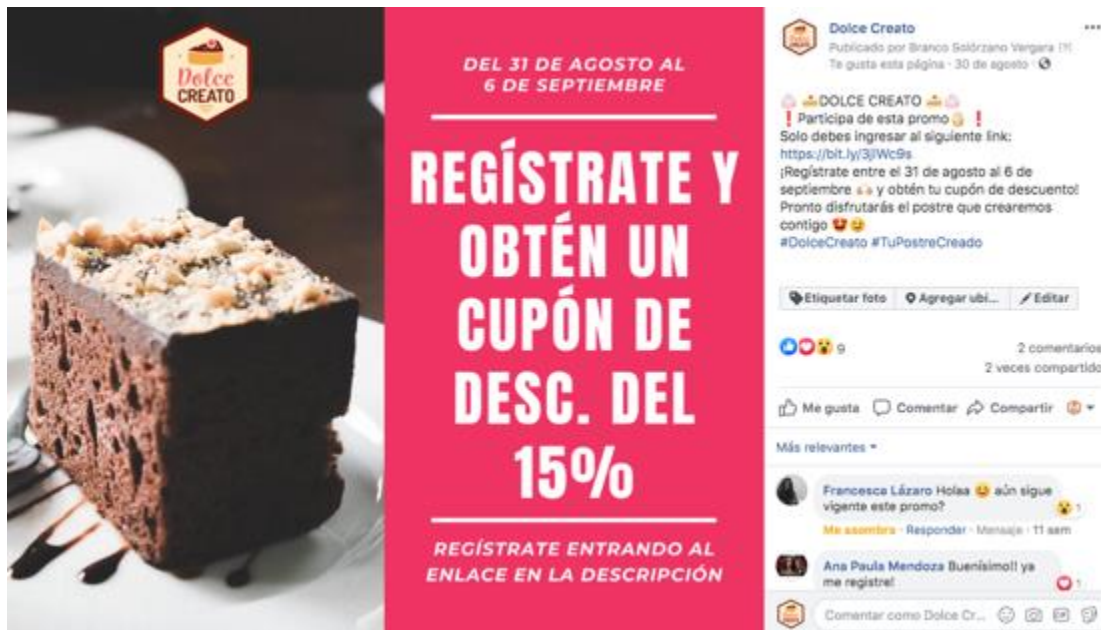 Dolce
CREATO
DEL 31 DE AGOSTO AL
6 DE SEPTIEMBRE
REGÍSTRATE Y
OBTÉN UN
CUPÓN DE
DESC. DEL
15%
REGÍSTRATE ENTRANDO AL
ENLACE EN LA DESCRIPCIÓN
Dolce Creato
Publicado por Branco Solórzano Vergara [?]
Te gusta esta página · 30 de agosto ·
DOLCE CREATO
❗ Participa de esta promo ❗
Solo debes ingresar al siguiente link:
https://bit.ly/3jIWc9s
¡Regístrate entre el 31 de agosto al 6 de
septiembre y obtén tu cupón de descuento!
Pronto disfrutarás el postre que crearemos
contigo
#DolceCreato #TuPostreCreado
Etiquetar foto Agregar ubi... Editar
9 2 comentarios
2 veces compartido
Me gusta Comentar Compartir
Más relevantes
Francesca Lázaro Holaa aún sigue
vigente este promo?
1
Me asombra · Responder · Mensaje · 11 sem
Ana Paula Mendoza Buenísimo!! ya
me registre!
1
Comentar como Dolce Cr...